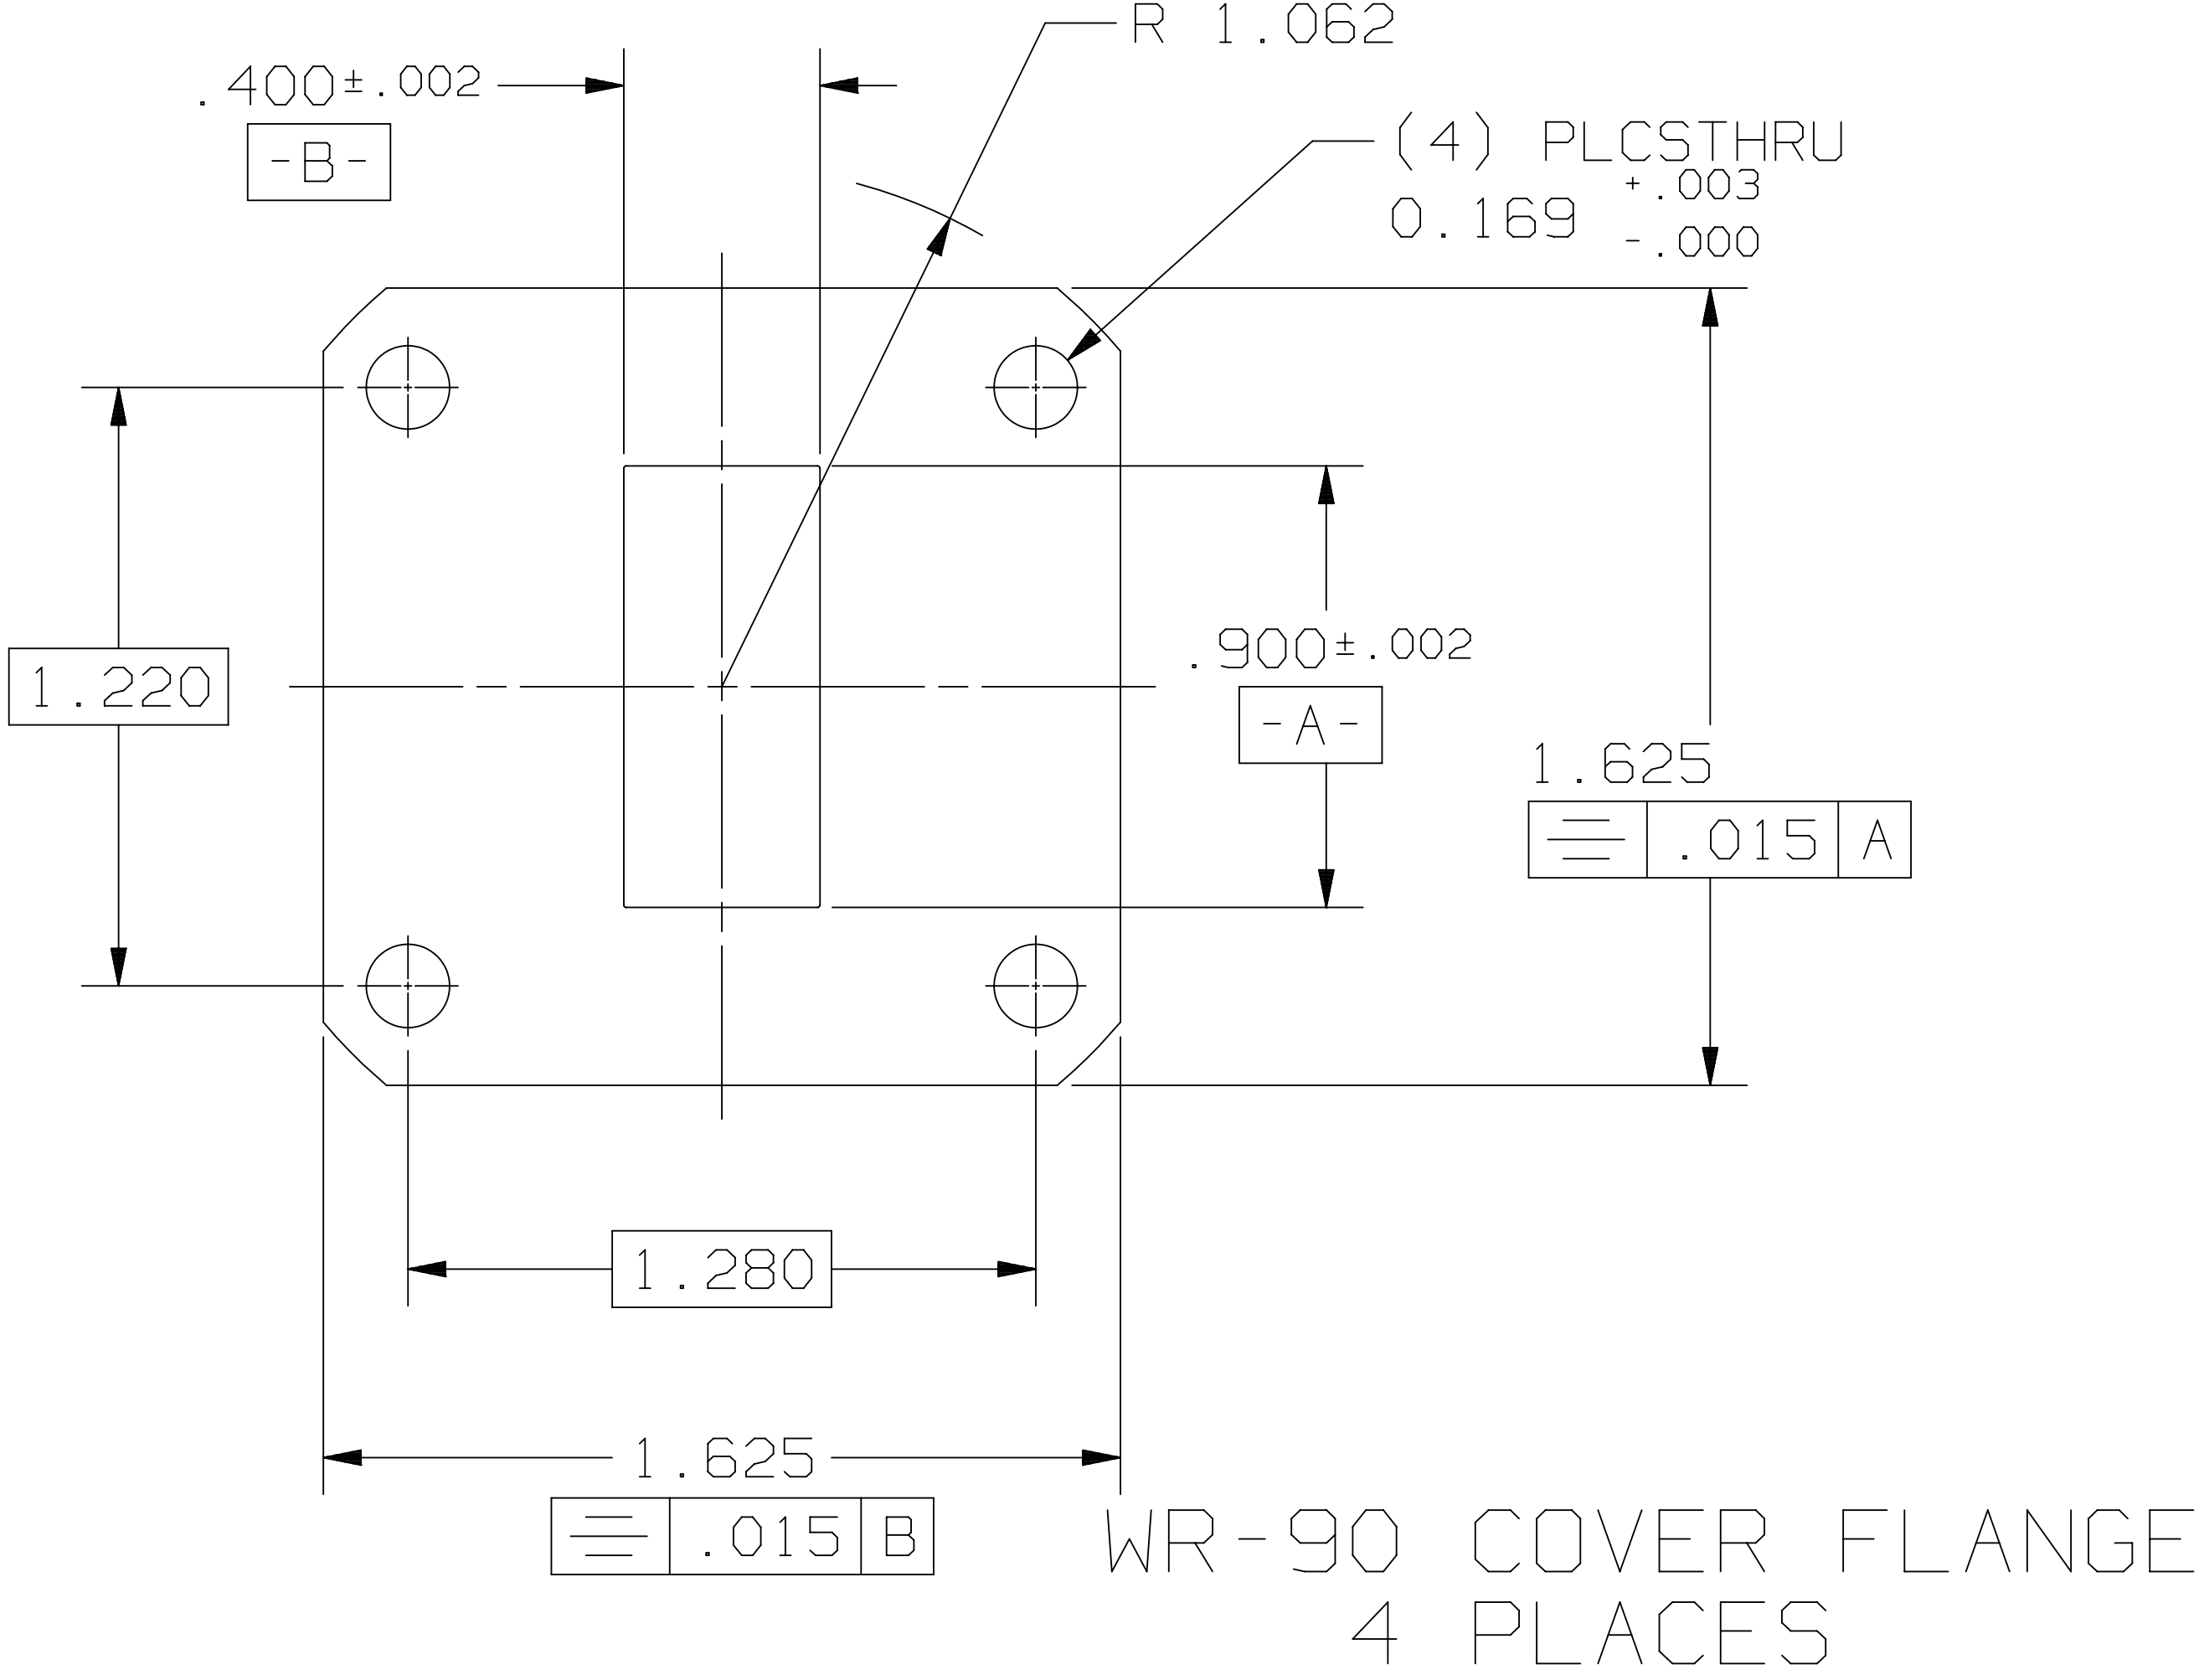 R 1.062
.400±.002
-B-
(4) PLCSTHRU
0.169 +.003
-.000
.900±.002
-A-
1.220
1.625
⌯ .015 A
1.280
1.625
⌯ .015 B
WR-90 COVER FLANGE
4 PLACES